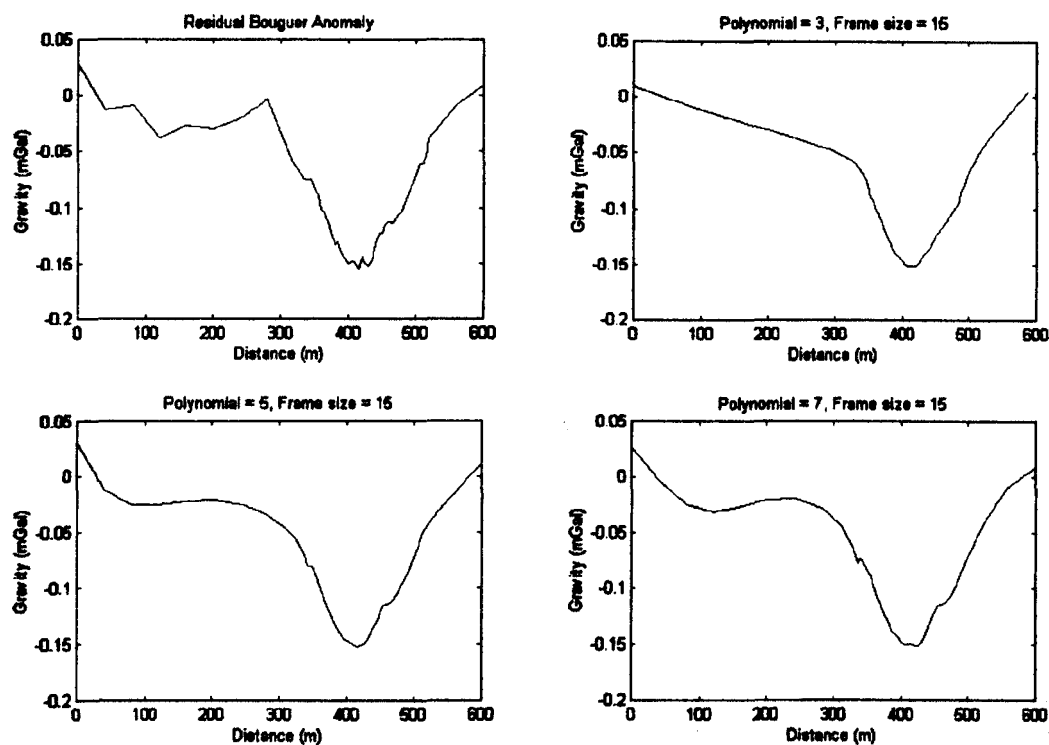 Residual Bouguer Anomaly
0.05
0
-0.05
-0.1
-0.15
-0.2
Gravity (mGal)
0 100 200 300 400 500 600
Distance (m)
Polynomial = 3, Frame size = 15
0.05
0
-0.05
-0.1
-0.15
-0.2
Gravity (mGal)
0 100 200 300 400 500 600
Distance (m)
Polynomial = 5, Frame size = 15
0.05
0
-0.05
-0.1
-0.15
-0.2
Gravity (mGal)
0 100 200 300 400 500 600
Distance (m)
Polynomial = 7, Frame size = 15
0.05
0
-0.05
-0.1
-0.15
-0.2
Gravity (mGal)
0 100 200 300 400 500 600
Distance (m)